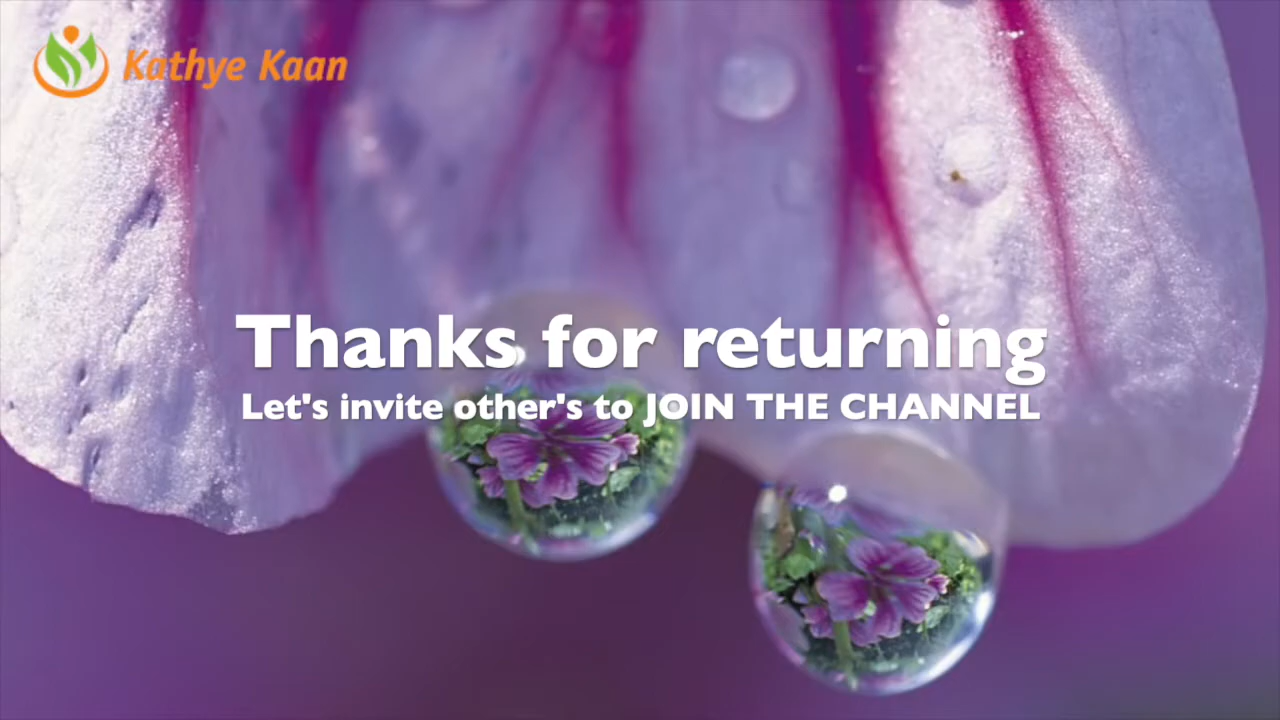 Kathye Kaan
Thanks for returning
Let's invite other's to JOIN THE CHANNEL